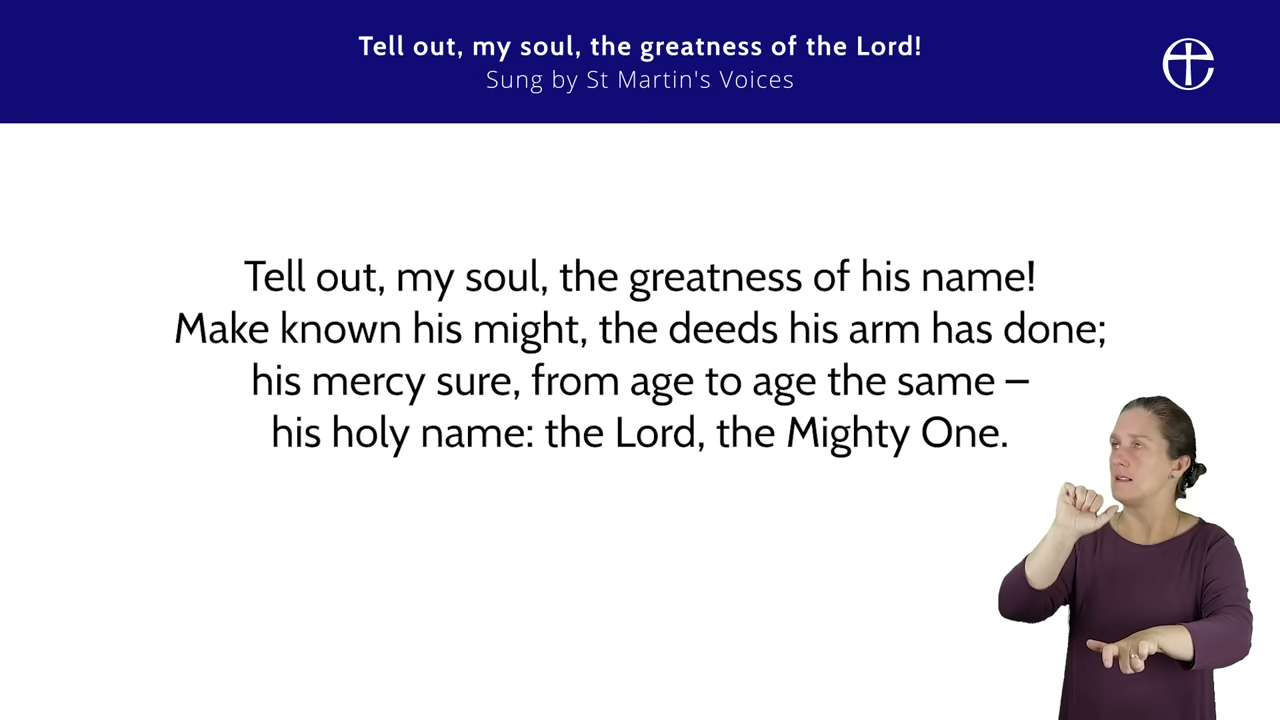 Tell out, my soul, the greatness of the Lord!
Sung by St Martin's Voices
Tell out, my soul, the greatness of his name!
Make known his might, the deeds his arm has done;
his mercy sure, from age to age the same –
his holy name: the Lord, the Mighty One.